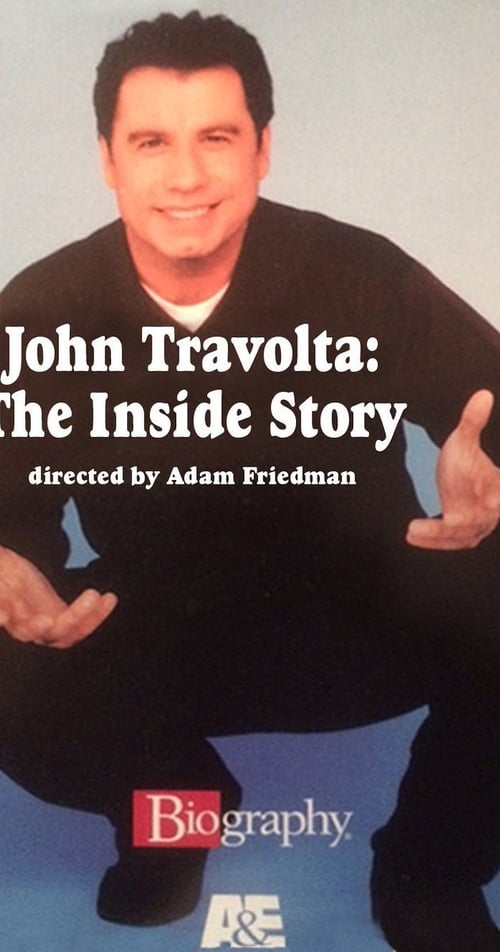 John Travolta:
The Inside Story
directed by Adam Friedman
Biography
A&E